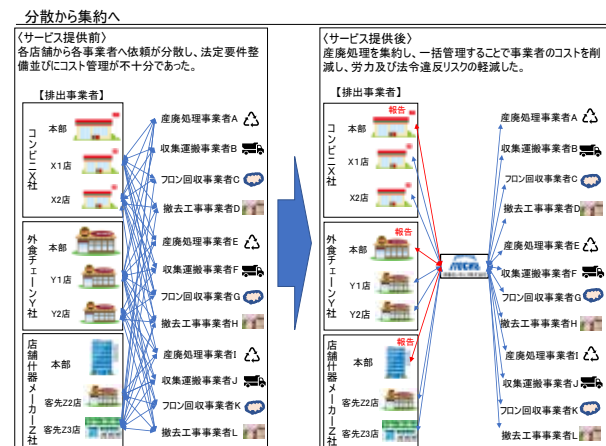 分散から集約へ
〈サービス提供前〉
各店舗から各事業者へ依頼が分散し、法定要件整
備並びにコスト管理が不十分であった。
【排出事業者】
コンビニX社
本部
X1店
X2店
外食チェーンY社
本部
Y1店
Y2店
店舗什器メーカーZ社
本部
客先Z2店
客先Z3店
産廃処理事業者A
収集運搬事業者B
フロン回収事業者C
撤去工事事業者D
産廃処理事業者E
収集運搬事業者F
フロン回収事業者G
撤去工事事業者H
産廃処理事業者I
収集運搬事業者J
フロン回収事業者K
撤去工事事業者L
〈サービス提供後〉
産廃処理を集約し、一括管理することで事業者のコストを削
減し、労力及び法令違反リスクの軽減した。
【排出事業者】
コンビニX社
報告
本部
X1店
X2店
外食チェーンY社
報告
本部
Y1店
Y2店
店舗什器メーカーZ社
報告
本部
客先Z2店
客先Z3店
産廃処理事業者A
収集運搬事業者B
フロン回収事業者C
撤去工事事業者D
産廃処理事業者E
収集運搬事業者F
フロン回収事業者G
撤去工事事業者H
産廃処理事業者I
収集運搬事業者J
フロン回収事業者K
撤去工事事業者L